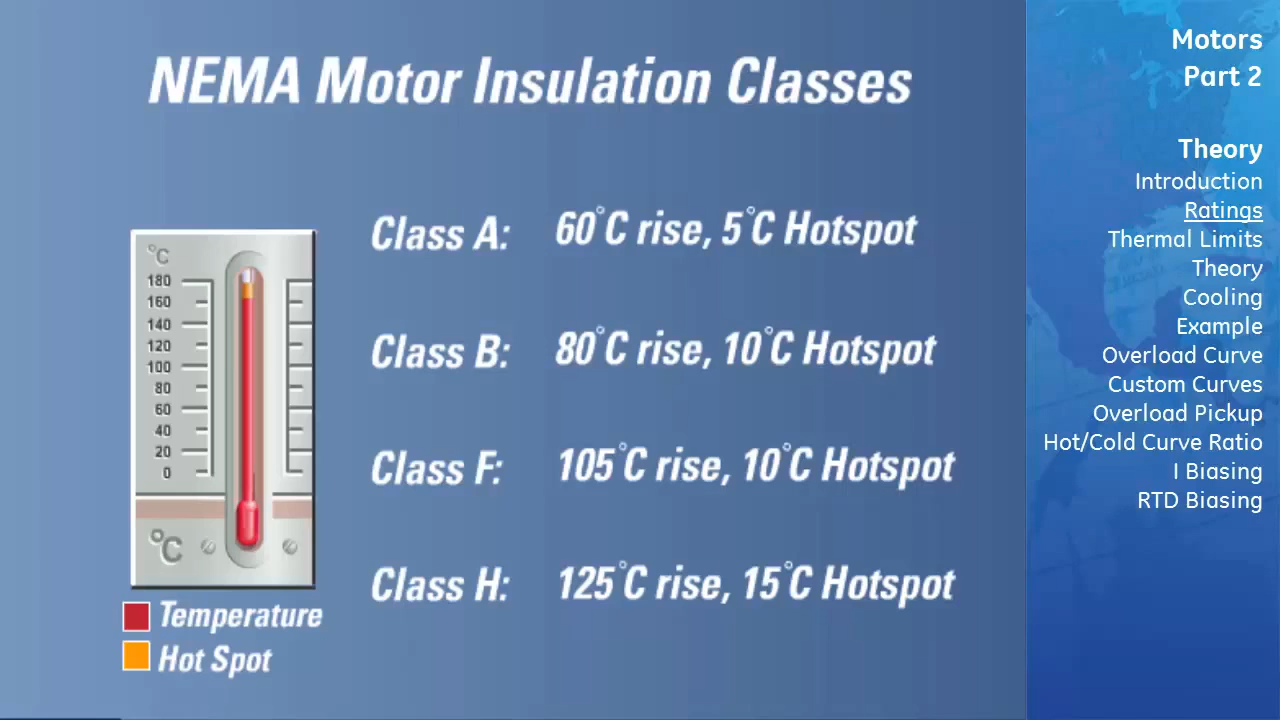 NEMA Motor Insulation Classes
Class A: 60°C rise, 5°C Hotspot
Class B: 80°C rise, 10°C Hotspot
Class F: 105°C rise, 10°C Hotspot
Class H: 125°C rise, 15°C Hotspot
°C
180
160
140
120
100
80
60
40
20
0
°C
Temperature
Hot Spot
Motors
Part 2
Theory
Introduction
Ratings
Thermal Limits
Theory
Cooling
Example
Overload Curve
Custom Curves
Overload Pickup
Hot/Cold Curve Ratio
I Biasing
RTD Biasing